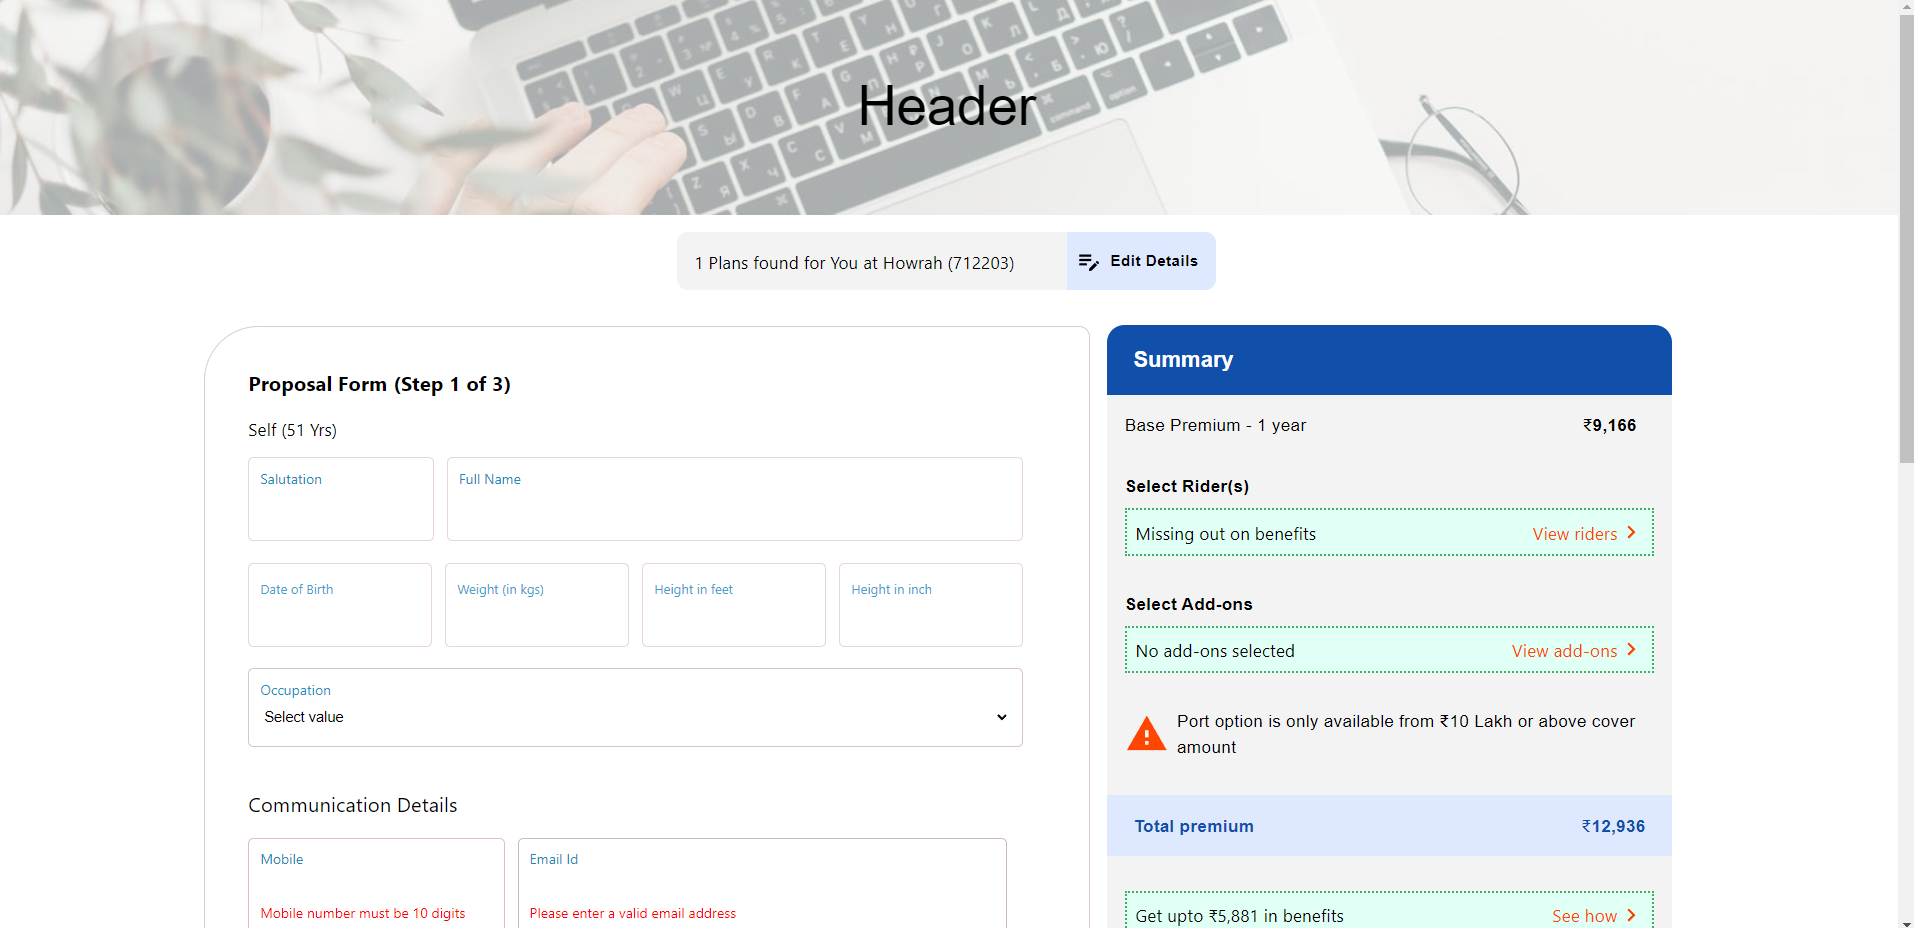 Header
1 Plans found for You at Howrah (712203)
Edit Details
Proposal Form (Step 1 of 3)
Self (51 Yrs)
Salutation
Full Name
Date of Birth
Weight (in kgs)
Height in feet
Height in inch
Occupation
Select value
Communication Details
Mobile
Email Id
Mobile number must be 10 digits
Please enter a valid email address
Summary
Base Premium - 1 year
₹9,166
Select Rider(s)
Missing out on benefits
View riders
Select Add-ons
No add-ons selected
View add-ons
Port option is only available from ₹10 Lakh or above cover
amount
Total premium
₹12,936
Get upto ₹5,881 in benefits
See how